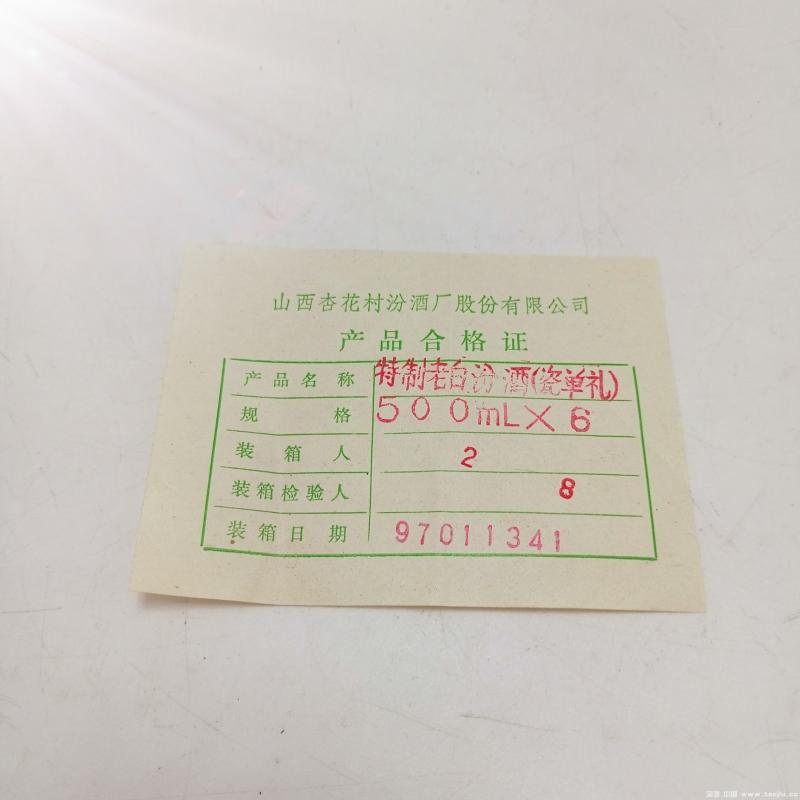 山西杏花村汾酒厂股份有限公司
产品合格证
产品名称 特制老白汾酒(瓷单礼)
规格 500mL×6
装箱人 2
装箱检验人 8
装箱日期 97011341